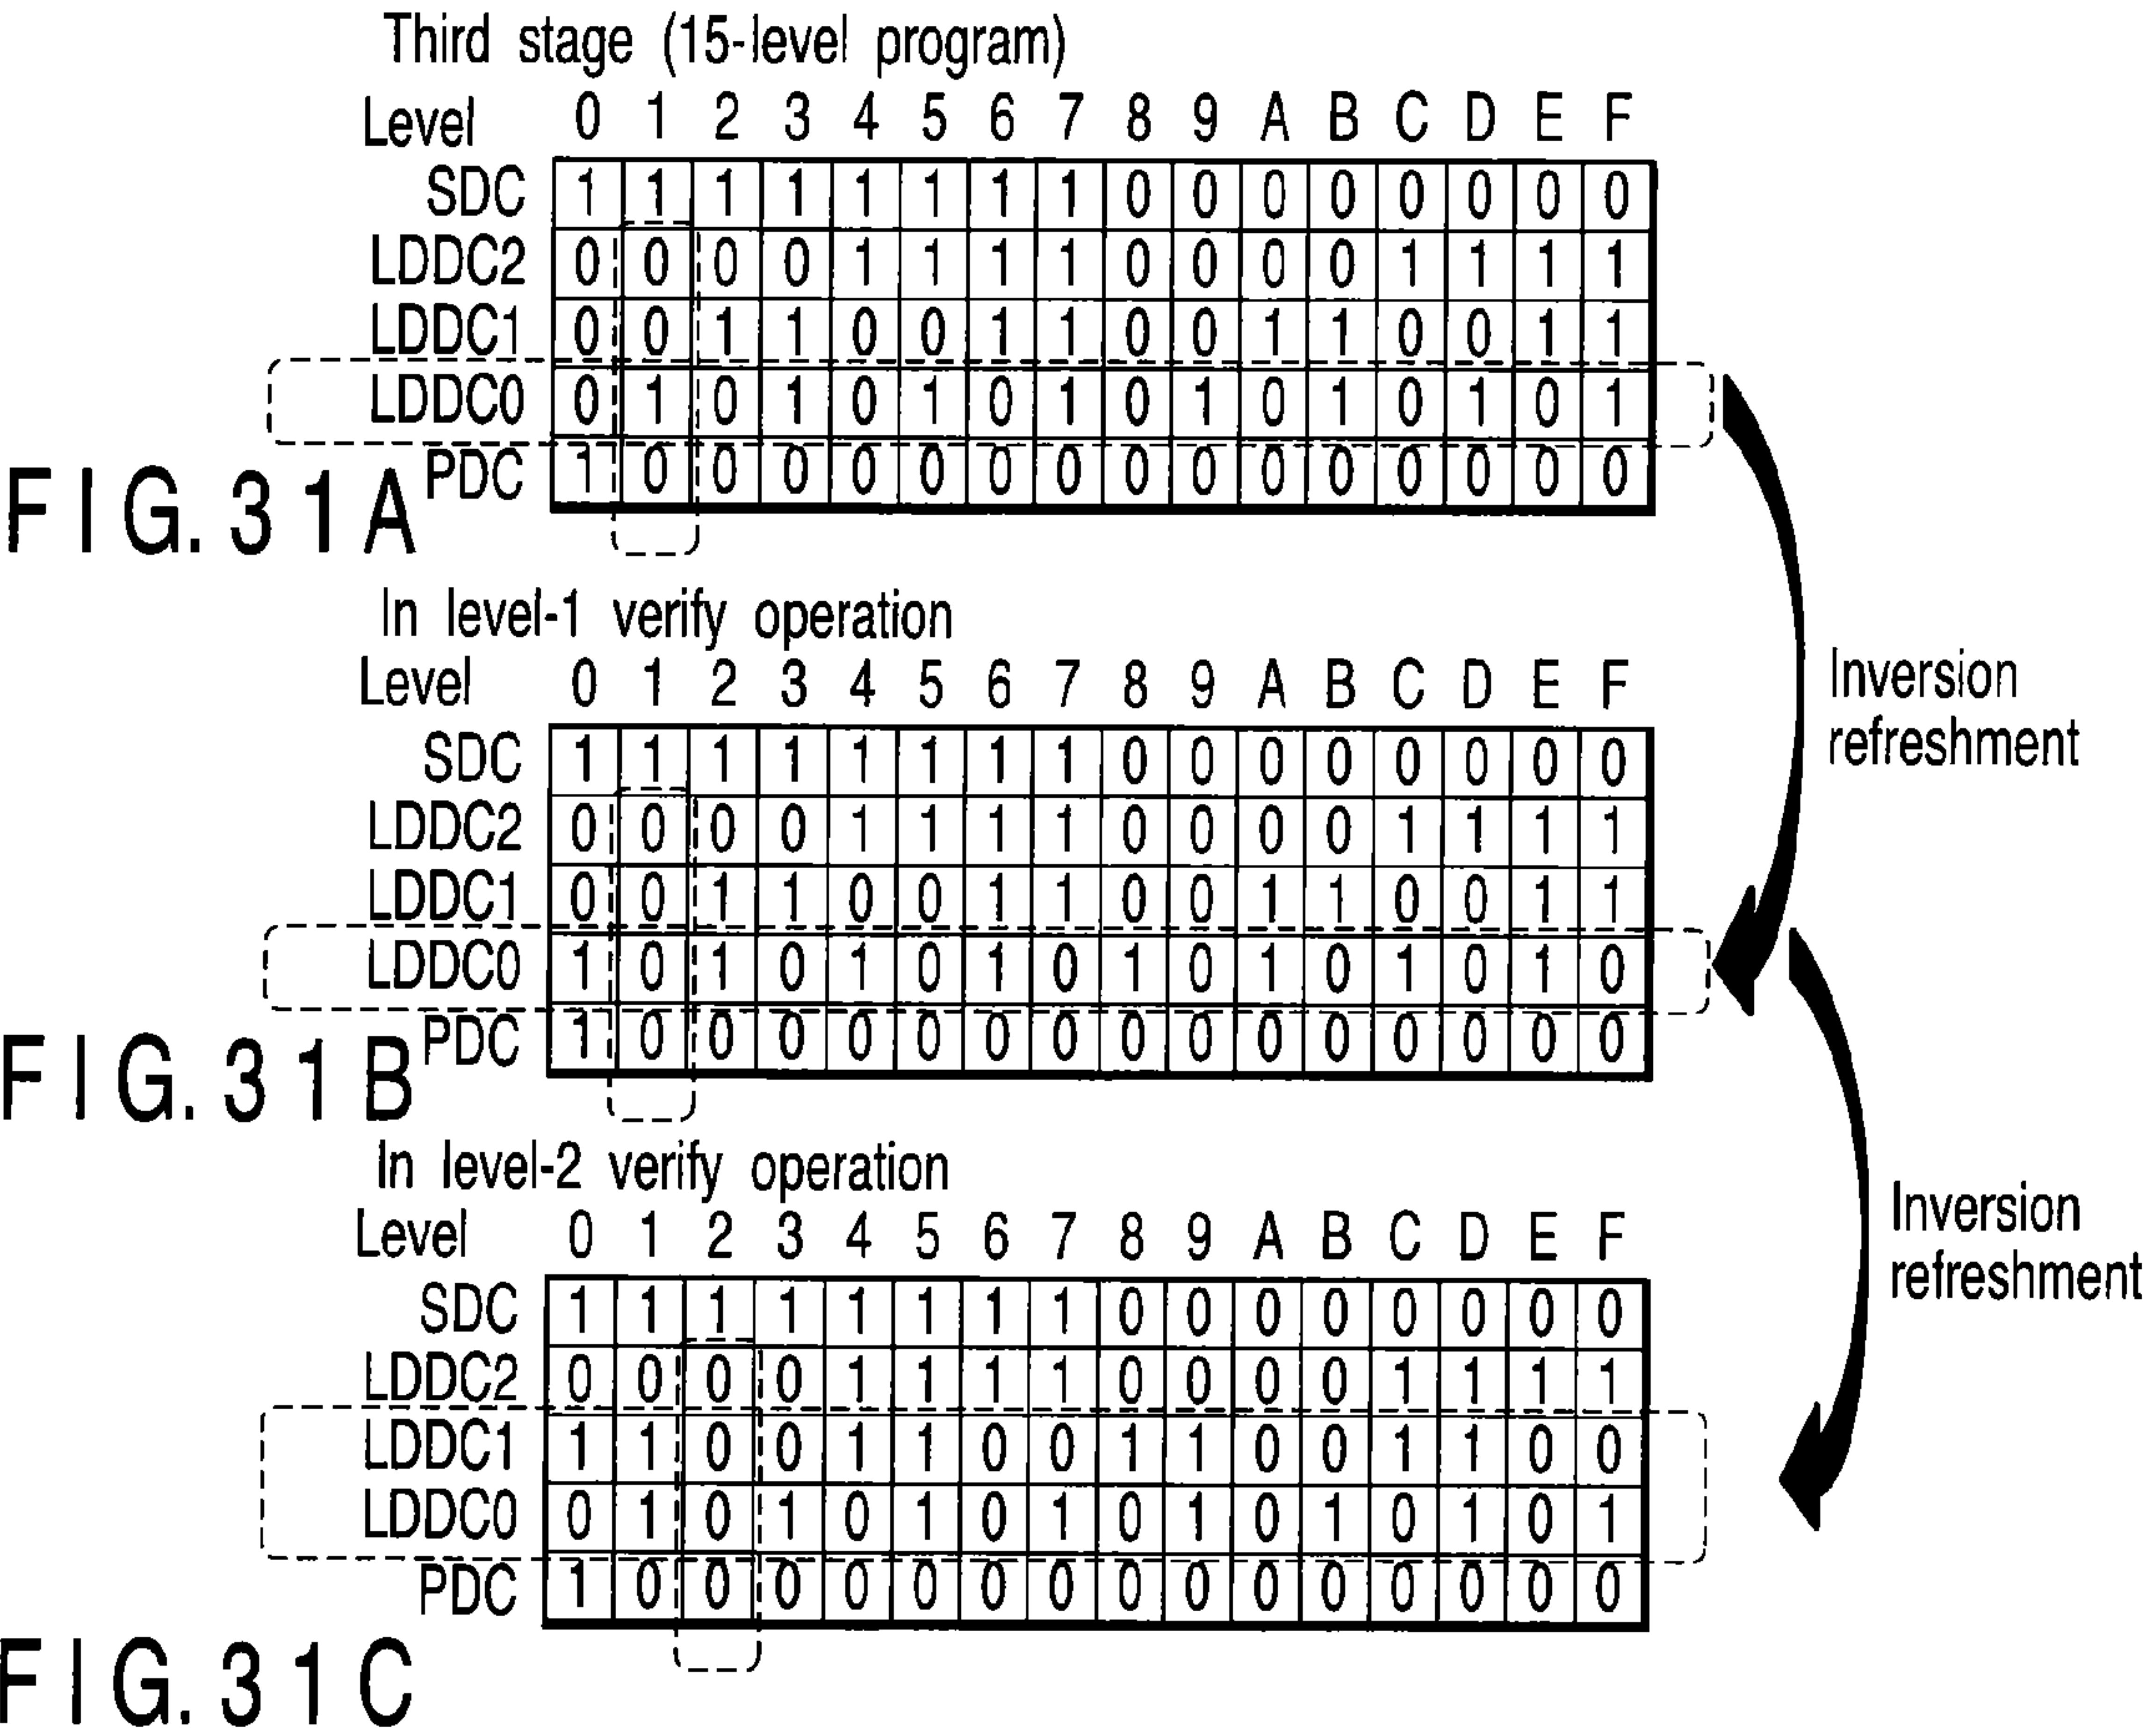 Third stage (15-level program)
Level 0 1 2 3 4 5 6 7 8 9 A B C D E F
SDC 1 1 1 1 1 1 1 1 0 0 0 0 0 0 0 0
LDDC2 0 0 0 0 1 1 1 1 0 0 0 0 1 1 1 1
LDDC1 0 0 1 1 0 0 1 1 0 0 1 1 0 0 1 1
LDDC0 0 1 0 1 0 1 0 1 0 1 0 1 0 1 0 1
PDC 1 0 0 0 0 0 0 0 0 0 0 0 0 0 0 0
FIG. 31A
In level-1 verify operation
Level 0 1 2 3 4 5 6 7 8 9 A B C D E F
SDC 1 1 1 1 1 1 1 1 0 0 0 0 0 0 0 0
LDDC2 0 0 0 0 1 1 1 1 0 0 0 0 1 1 1 1
LDDC1 0 0 1 1 0 0 1 1 0 0 1 1 0 0 1 1
LDDC0 1 0 1 0 1 0 1 0 1 0 1 0 1 0 1 0
PDC 1 0 0 0 0 0 0 0 0 0 0 0 0 0 0 0
FIG. 31B
Inversion
refreshment
In level-2 verify operation
Level 0 1 2 3 4 5 6 7 8 9 A B C D E F
SDC 1 1 1 1 1 1 1 1 0 0 0 0 0 0 0 0
LDDC2 0 0 0 0 1 1 1 1 0 0 0 0 1 1 1 1
LDDC1 1 1 0 0 1 1 0 0 1 1 0 0 1 1 0 0
LDDC0 0 1 0 1 0 1 0 1 0 1 0 1 0 1 0 1
PDC 1 0 0 0 0 0 0 0 0 0 0 0 0 0 0 0
FIG. 31C
Inversion
refreshment